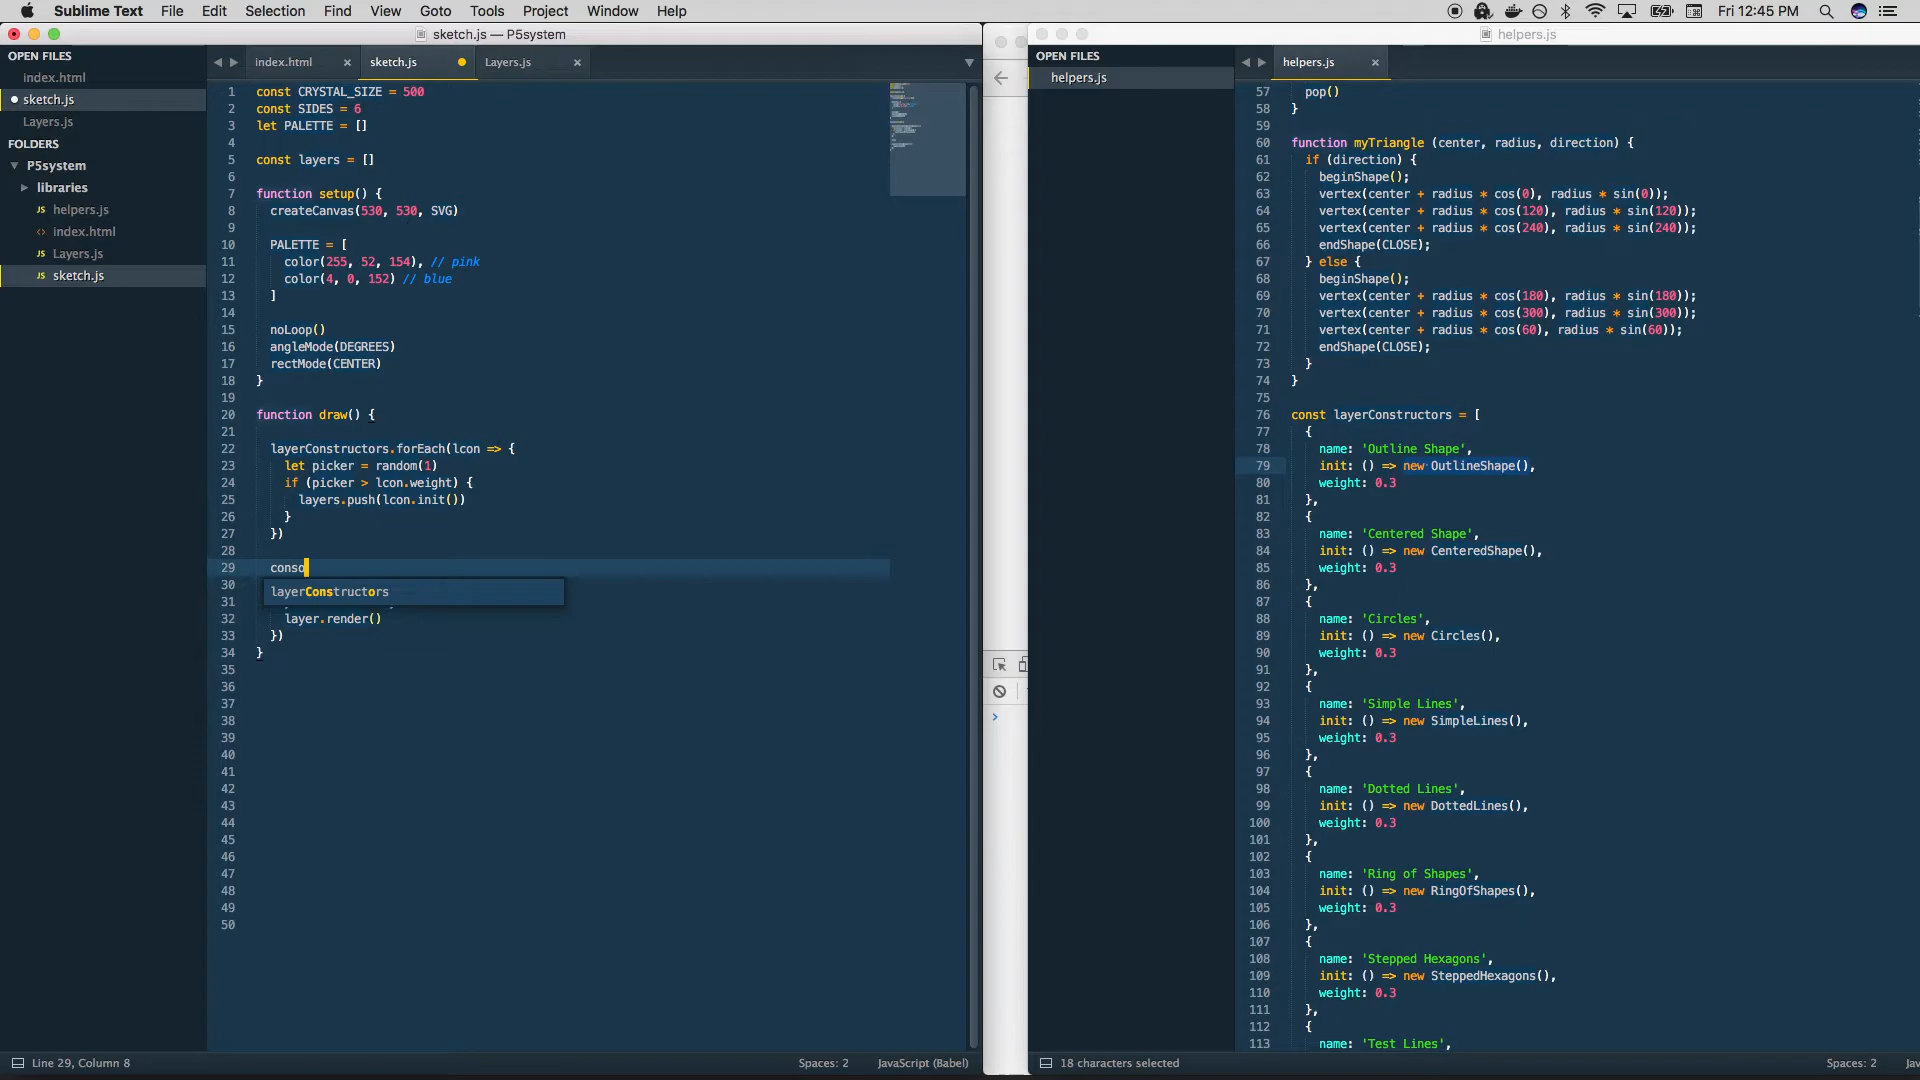 Sublime Text File Edit Selection Find View Goto Tools Project Window Help Fri 12:45 PM
sketch.js — P5system
OPEN FILES
index.html
sketch.js
Layers.js
FOLDERS
P5system
libraries
JS helpers.js
<> index.html
JS Layers.js
JS sketch.js
index.html × sketch.js Layers.js ×
1 const CRYSTAL_SIZE = 500
2 const SIDES = 6
3 let PALETTE = []
4
5 const layers = []
6
7 function setup() {
8 createCanvas(530, 530, SVG)
9
10 PALETTE = [
11 color(255, 52, 154), // pink
12 color(4, 0, 152) // blue
13 ]
14
15 noLoop()
16 angleMode(DEGREES)
17 rectMode(CENTER)
18 }
19
20 function draw() {
21
22 layerConstructors.forEach(lcon => {
23 let picker = random(1)
24 if (picker > lcon.weight) {
25 layers.push(lcon.init())
26 }
27 })
28
29 conso
30 layerConstructors
31
32 layer.render()
33 })
34 }
35
36
37
38
39
40
41
42
43
44
45
46
47
48
49
50
Line 29, Column 8 Spaces: 2 JavaScript (Babel)
helpers.js
OPEN FILES
helpers.js
helpers.js ×
57 pop()
58 }
59
60 function myTriangle (center, radius, direction) {
61 if (direction) {
62 beginShape();
63 vertex(center + radius * cos(0), radius * sin(0));
64 vertex(center + radius * cos(120), radius * sin(120));
65 vertex(center + radius * cos(240), radius * sin(240));
66 endShape(CLOSE);
67 } else {
68 beginShape();
69 vertex(center + radius * cos(180), radius * sin(180));
70 vertex(center + radius * cos(300), radius * sin(300));
71 vertex(center + radius * cos(60), radius * sin(60));
72 endShape(CLOSE);
73 }
74 }
75
76 const layerConstructors = [
77 {
78 name: 'Outline Shape',
79 init: () => new OutlineShape(),
80 weight: 0.3
81 },
82 {
83 name: 'Centered Shape',
84 init: () => new CenteredShape(),
85 weight: 0.3
86 },
87 {
88 name: 'Circles',
89 init: () => new Circles(),
90 weight: 0.3
91 },
92 {
93 name: 'Simple Lines',
94 init: () => new SimpleLines(),
95 weight: 0.3
96 },
97 {
98 name: 'Dotted Lines',
99 init: () => new DottedLines(),
100 weight: 0.3
101 },
102 {
103 name: 'Ring of Shapes',
104 init: () => new RingOfShapes(),
105 weight: 0.3
106 },
107 {
108 name: 'Stepped Hexagons',
109 init: () => new SteppedHexagons(),
110 weight: 0.3
111 },
112 {
113 name: 'Test Lines',
18 characters selected Spaces: 2